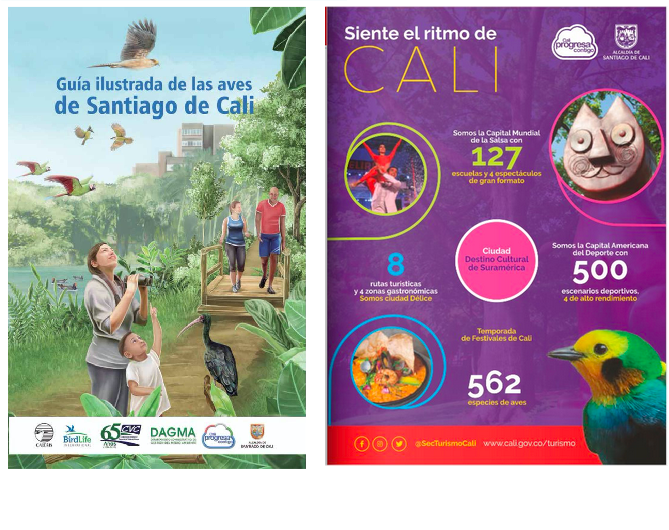 Guía ilustrada de las aves
de Santiago de Cali
CALIDRIS
BirdLife
INTERNATIONAL
65
AÑOS
CVC
DAGMA
Cali
progresa
contigo
ALCALDÍA DE
SANTIAGO DE CALI
Siente el ritmo de
CALI
Cali
progresa
contigo
ALCALDÍA DE
SANTIAGO DE CALI
Somos la Capital Mundial
de la Salsa con
127
escuelas y 4 espectáculos
de gran formato
8
rutas turísticas
y 4 zonas gastronómicas
Somos ciudad Délice
Ciudad
Destino Cultural
de Suramérica
Somos la Capital Americana
del Deporte con
500
escenarios deportivos,
4 de alto rendimiento
Temporada
de Festivales de Cali
562
especies de aves
@SecTurismoCali www.cali.gov.co/turismo